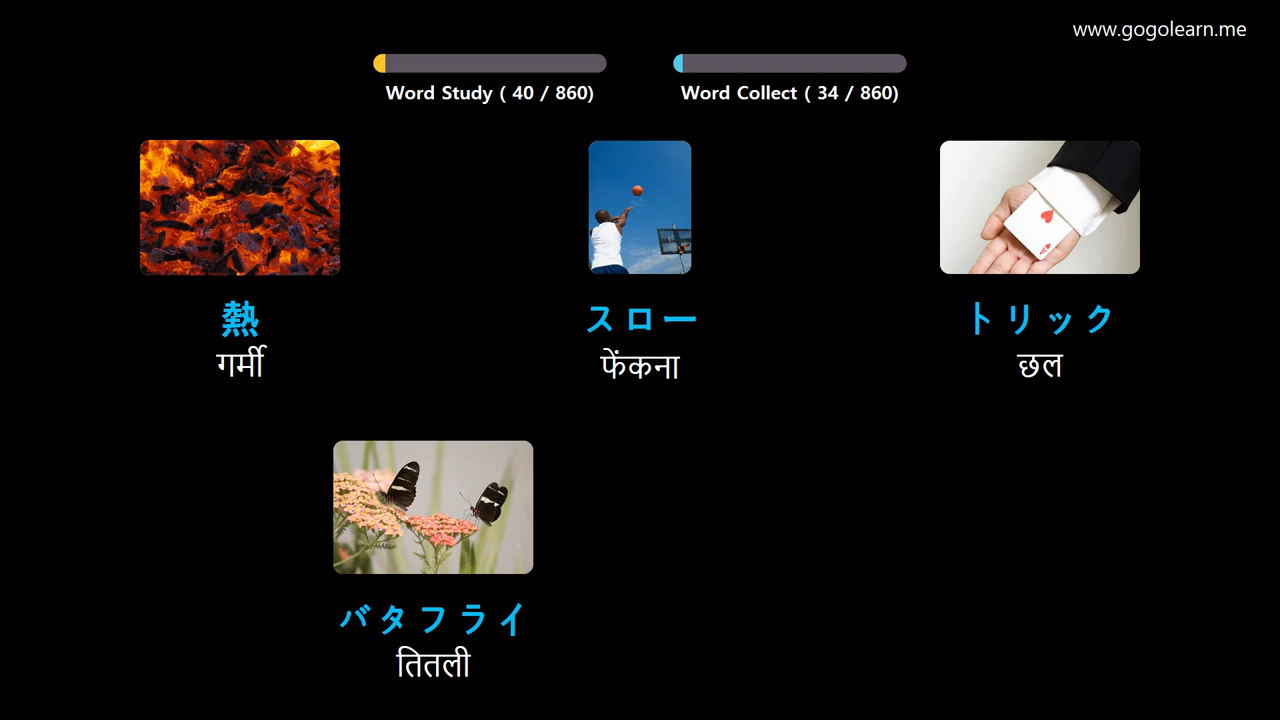 www.gogolearn.me
Word Study ( 40 / 860)
Word Collect ( 34 / 860)
熱
गर्मी
スロー
फेंकना
トリック
छल
バタフライ
तितली